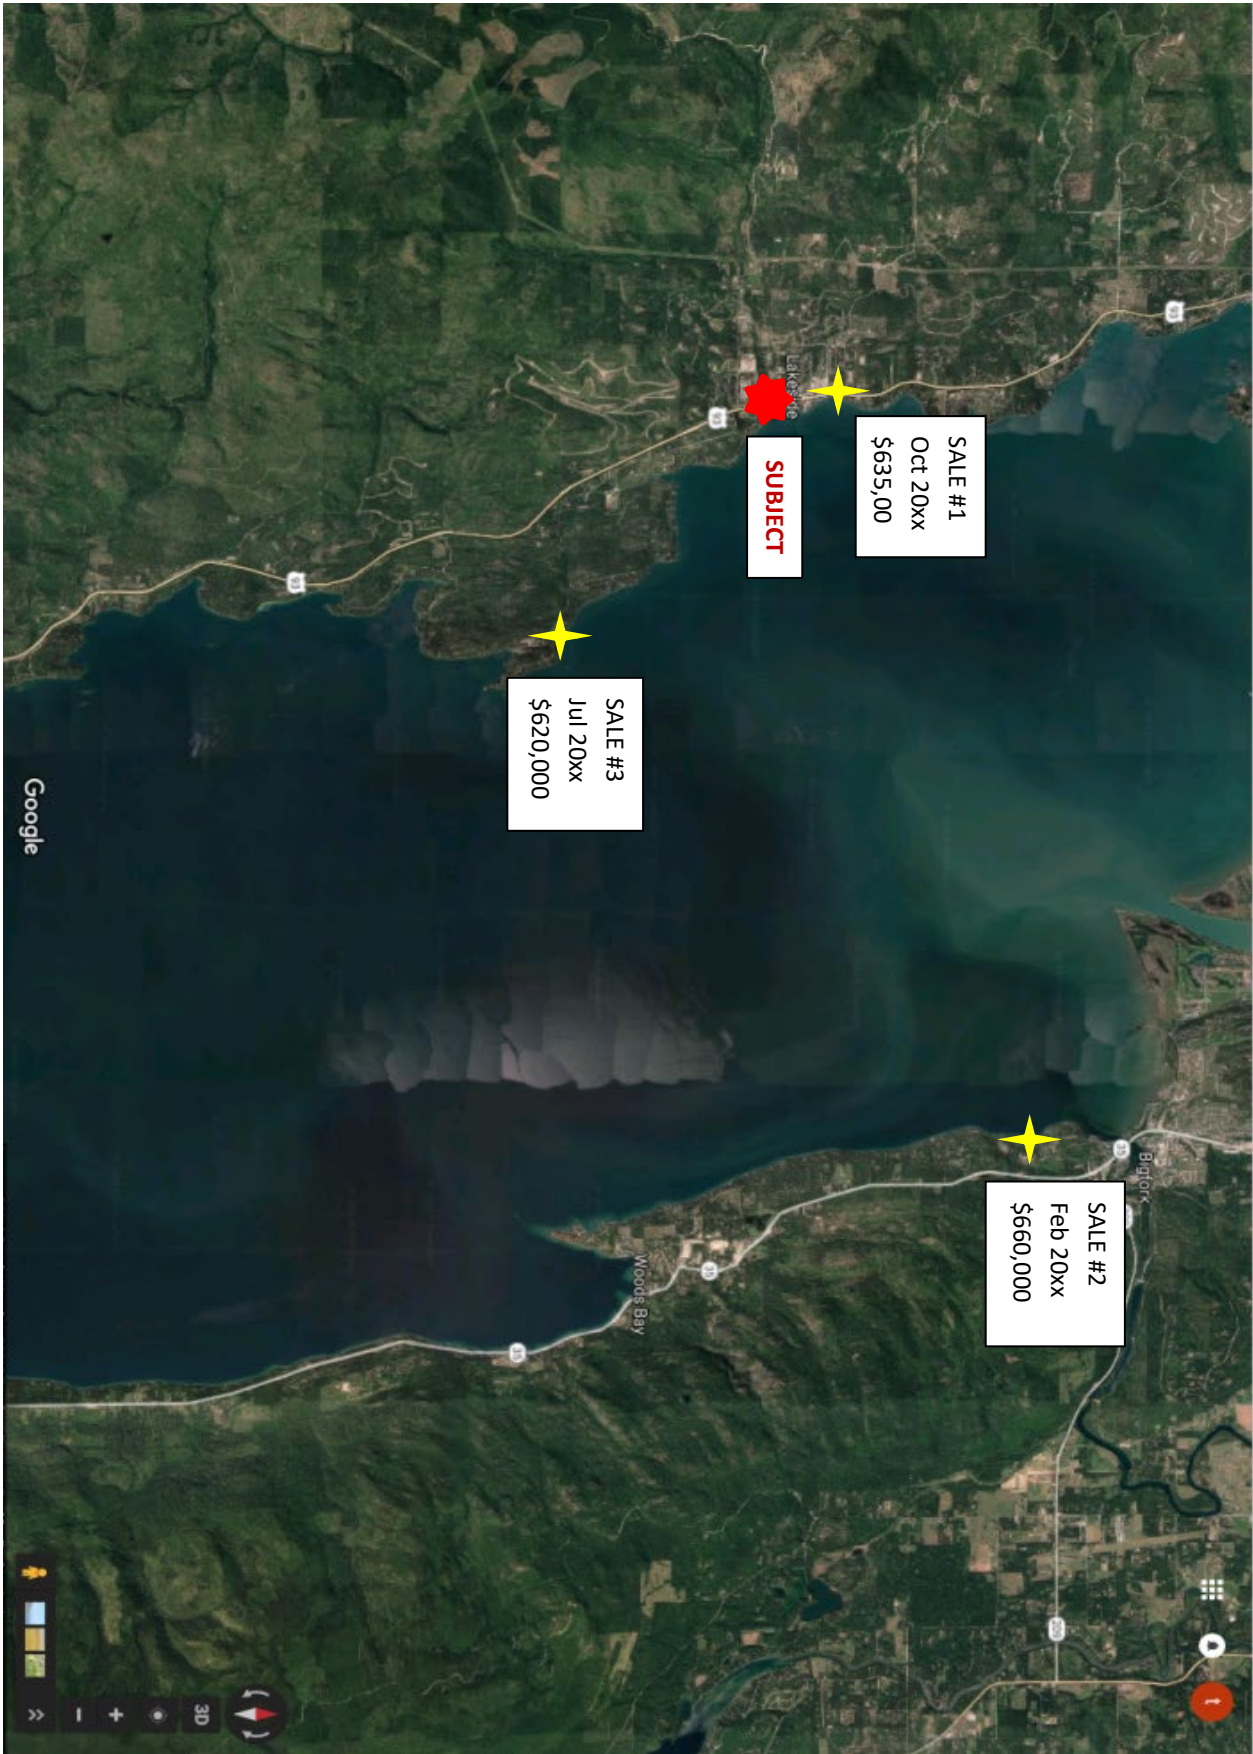 t
93
Bigfork
35
SALE #2
Feb 20xx
$660,000
209
SALE #1
Oct 20xx
$635,00
Lakeside
SUBJECT
93
35
Woods Bay
SALE #3
Jul 20xx
$620,000
35
93
3D
Google